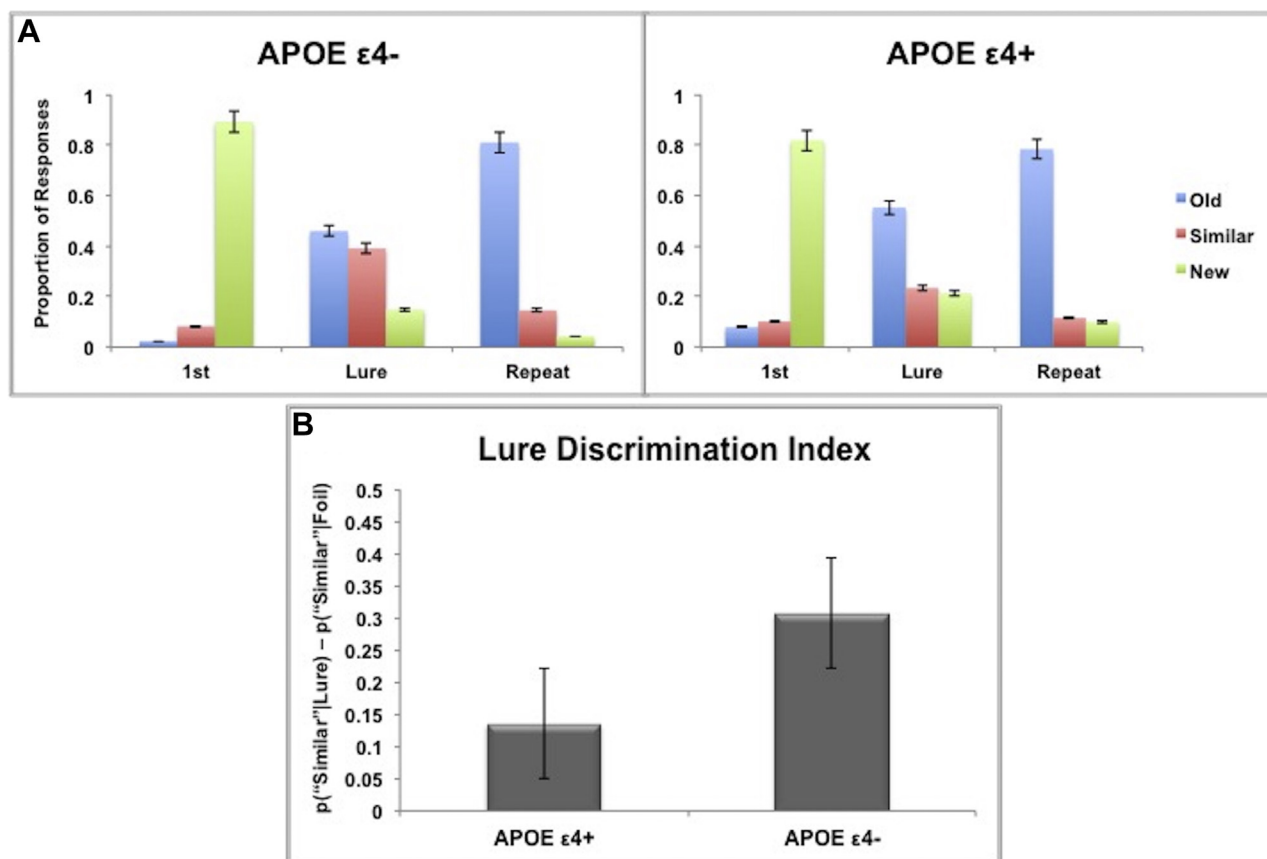 A
APOE ε4-
Proportion of Responses
1
0.8
0.6
0.4
0.2
0
1st Lure Repeat
APOE ε4+
1
0.8
0.6
0.4
0.2
0
1st Lure Repeat
Old
Similar
New
B
Lure Discrimination Index
p(“Similar”|Lure) – p(“Similar”|Foil)
0.5
0.45
0.4
0.35
0.3
0.25
0.2
0.15
0.1
0.05
0
APOE ε4+ APOE ε4-